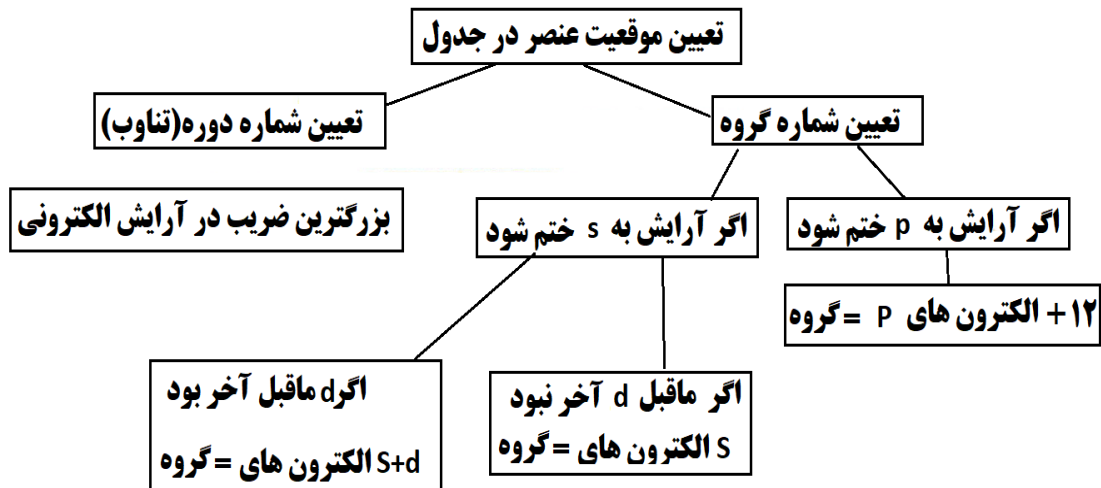 تعیین موقعیت عنصر در جدول
تعیین شماره گروه
تعیین شماره دوره(تناوب)
اگر آرایش به p ختم شود
اگر آرایش به s ختم شود
بزرگترین ضریب در آرایش الکترونی
۱۲+ الکترون های P =گروه
اگر ماقبل d آخر نبود
S الکترون های =گروه
اگرd ماقبل آخر بود
S+d الکترون های =گروه